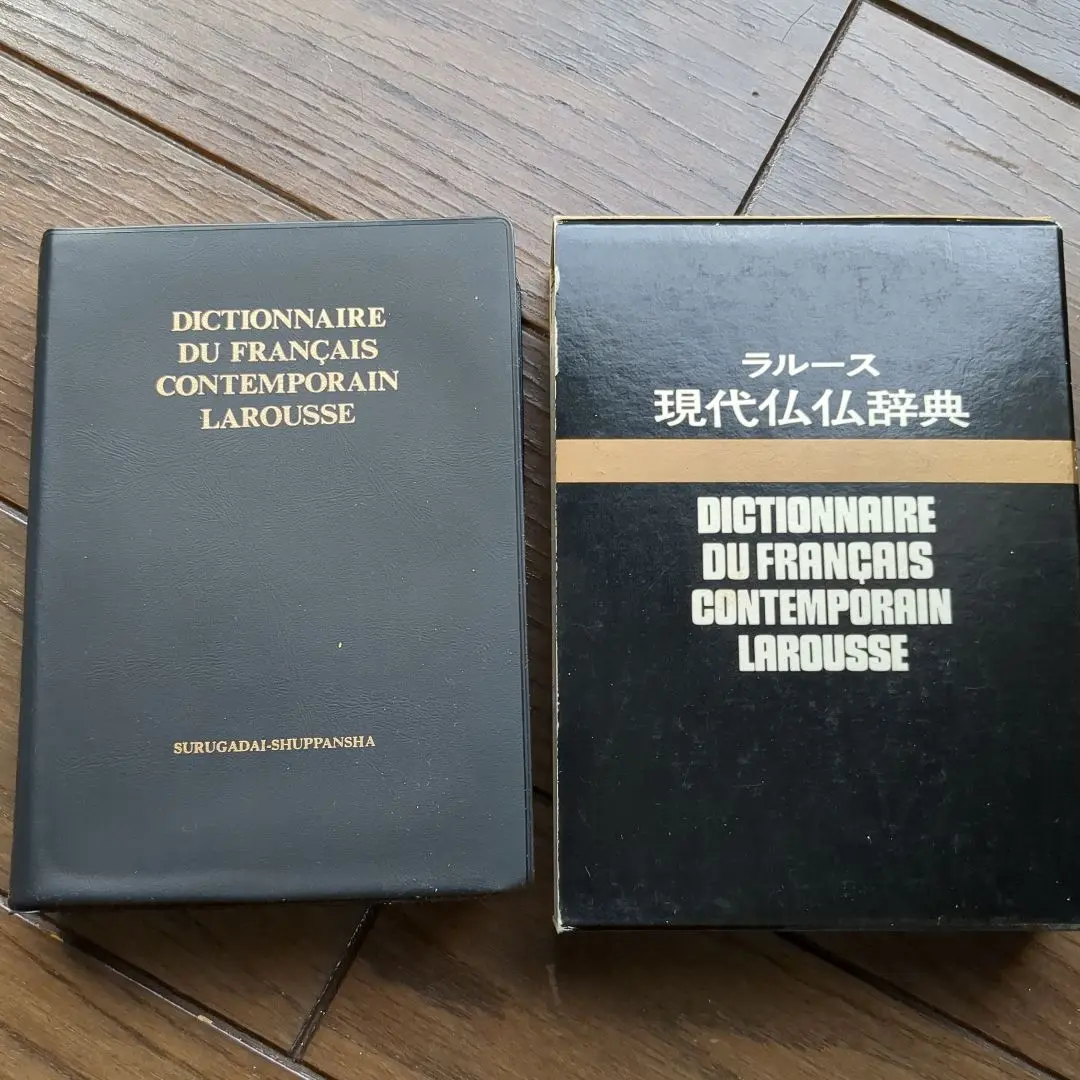 DICTIONNAIRE
DU FRANÇAIS
CONTEMPORAIN
LAROUSSE
SURUGADAI-SHUPPANSHA
ラルース
現代仏仏辞典
DICTIONNAIRE
DU FRANÇAIS
CONTEMPORAIN
LAROUSSE